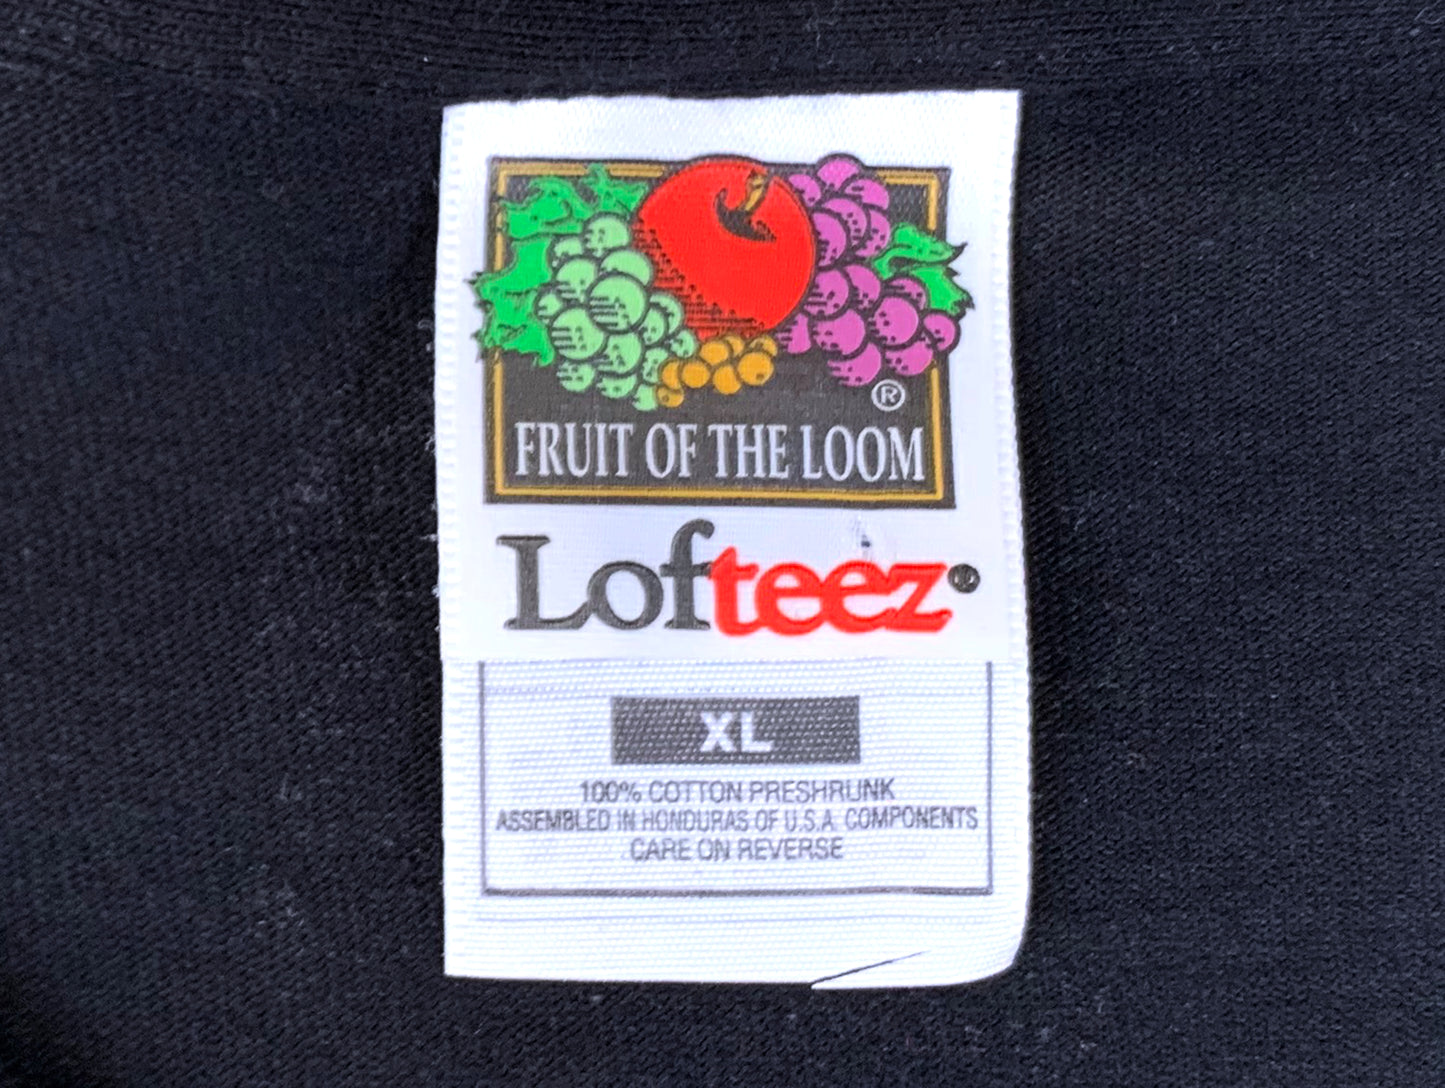 ®
FRUIT OF THE LOOM
Lofteez®
XL
100% COTTON PRESHRUNK
ASSEMBLED IN HONDURAS OF U.S.A. COMPONENTS
CARE ON REVERSE